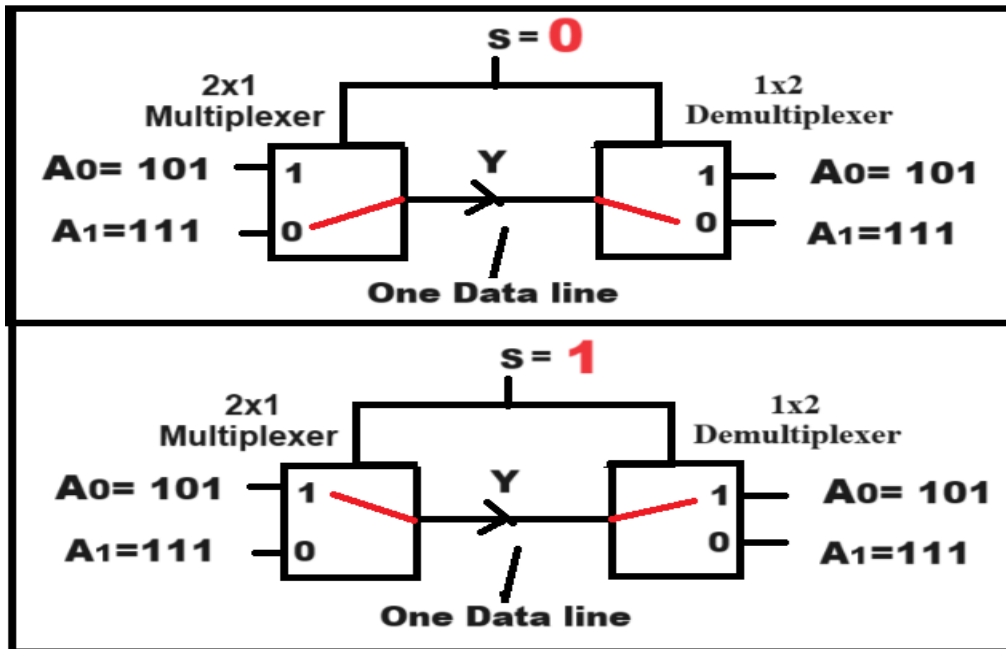 S = 0
2x1
Multiplexer
1x2
Demultiplexer
A0= 101
1
Y
1
A0= 101
A1=111
0
0
A1=111
One Data line
S = 1
2x1
Multiplexer
1x2
Demultiplexer
A0= 101
1
Y
1
A0= 101
A1=111
0
0
A1=111
One Data line